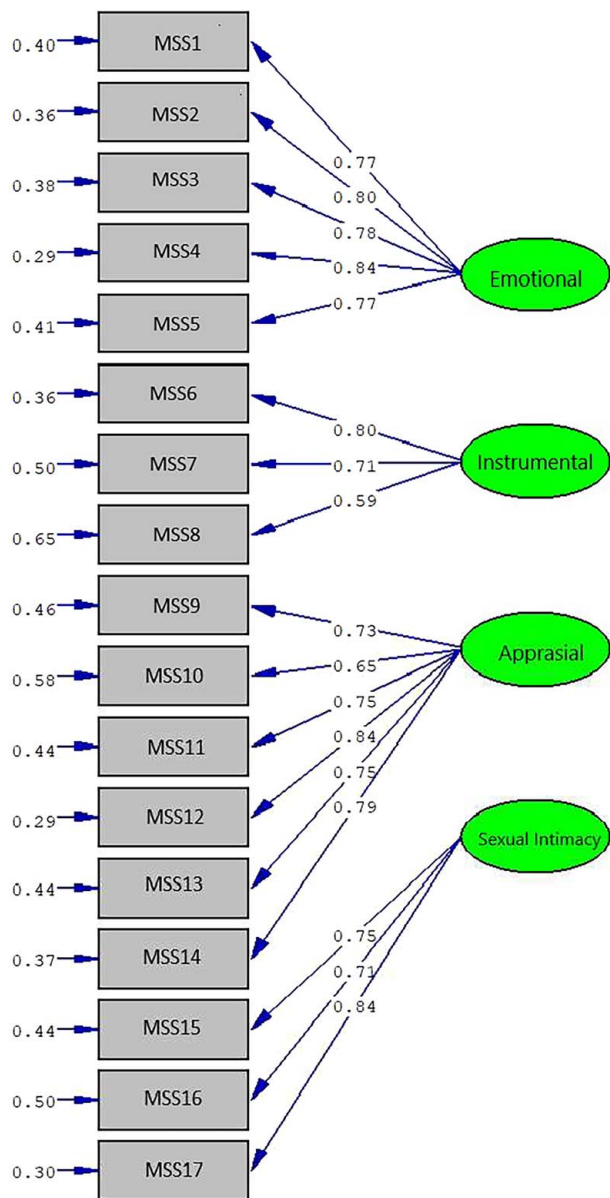 0.40 MSS1
0.36 MSS2
0.38 MSS3
0.29 MSS4
0.41 MSS5
0.36 MSS6
0.50 MSS7
0.65 MSS8
0.46 MSS9
0.58 MSS10
0.44 MSS11
0.29 MSS12
0.44 MSS13
0.37 MSS14
0.44 MSS15
0.50 MSS16
0.30 MSS17
0.77
0.80
0.78
0.84
0.77
Emotional
0.80
0.71
0.59
Instrumental
0.73
0.65
0.75
0.84
0.75
0.79
Apprasial
0.75
0.71
0.84
Sexual Intimacy